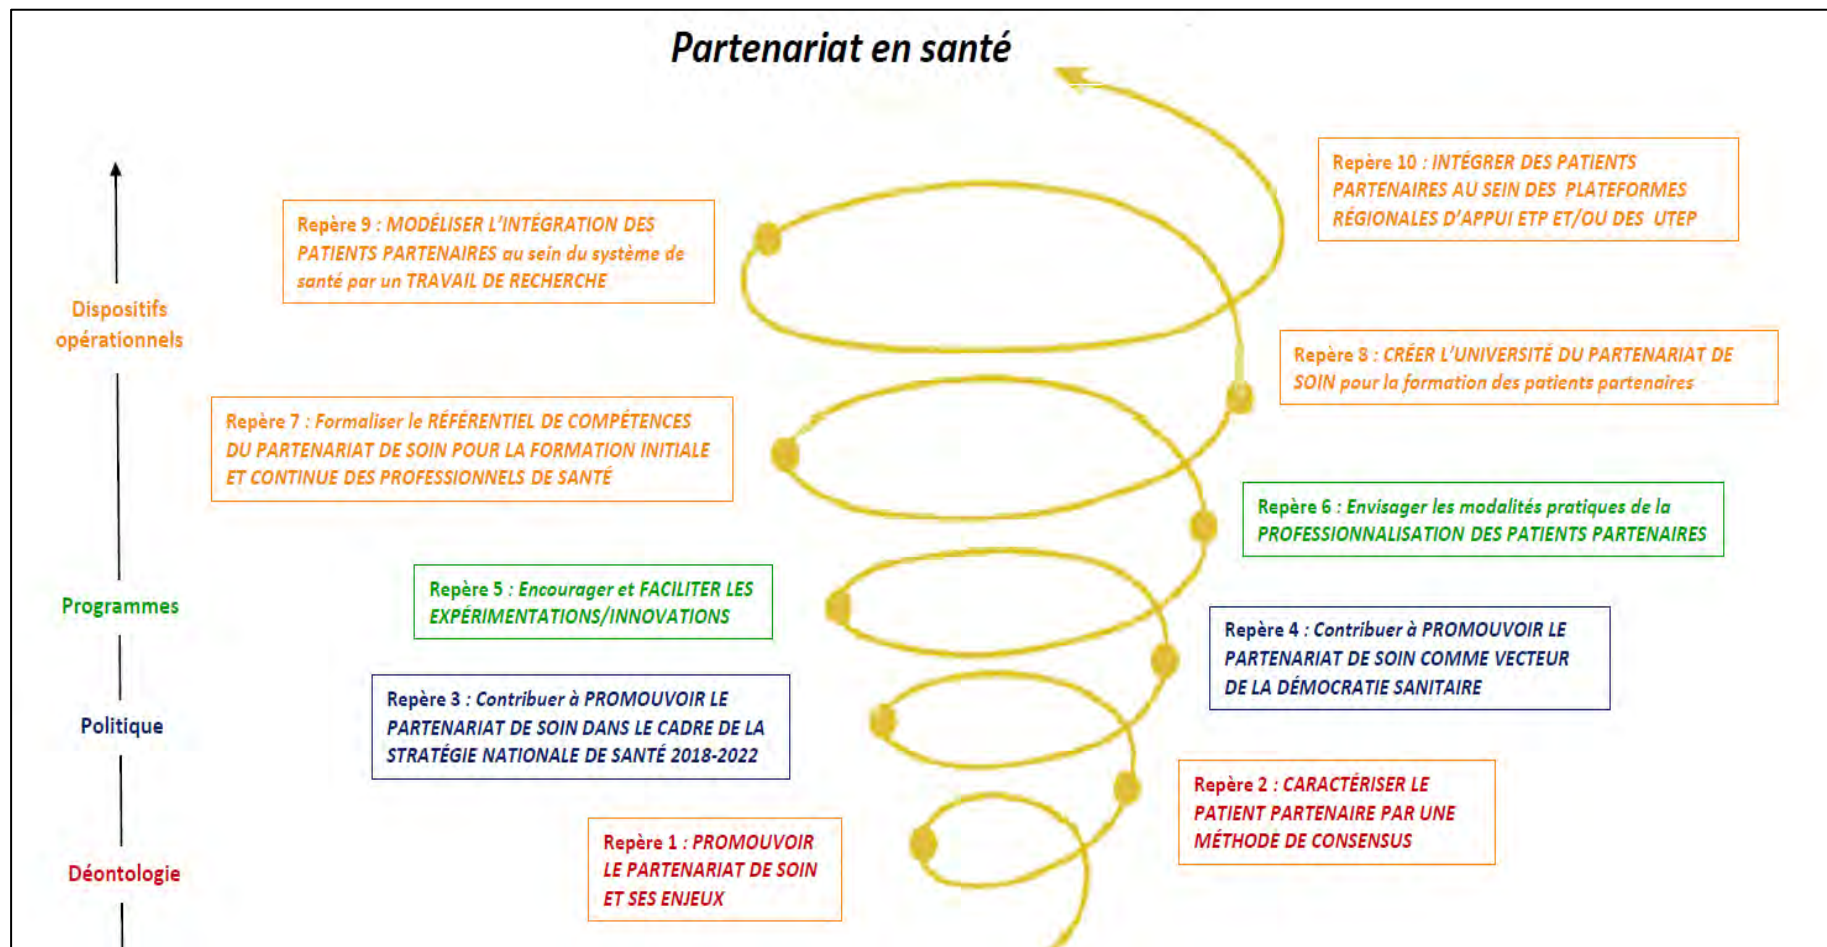 Partenariat en santé
Repère 10 : INTÉGRER DES PATIENTS
PARTENAIRES AU SEIN DES PLATEFORMES
RÉGIONALES D'APPUI ETP ET/OU DES UTEP
Repère 9 : MODÉLISER L'INTÉGRATION DES
PATIENTS PARTENAIRES au sein du système de
santé par un TRAVAIL DE RECHERCHE
Dispositifs
opérationnels
Repère 8 : CRÉER L'UNIVERSITÉ DU PARTENARIAT DE
SOIN pour la formation des patients partenaires
Repère 7 : Formaliser le RÉFÉRENTIEL DE COMPÉTENCES
DU PARTENARIAT DE SOIN POUR LA FORMATION INITIALE
ET CONTINUE DES PROFESSIONNELS DE SANTÉ
Repère 6 : Envisager les modalités pratiques de la
PROFESSIONNALISATION DES PATIENTS PARTENAIRES
Repère 5 : Encourager et FACILITER LES
EXPÉRIMENTATIONS/INNOVATIONS
Programmes
Repère 4 : Contribuer à PROMOUVOIR LE
PARTENARIAT DE SOIN COMME VECTEUR
DE LA DÉMOCRATIE SANITAIRE
Repère 3 : Contribuer à PROMOUVOIR LE
PARTENARIAT DE SOIN DANS LE CADRE DE LA
STRATÉGIE NATIONALE DE SANTÉ 2018-2022
Politique
Repère 2 : CARACTÉRISER LE
PATIENT PARTENAIRE PAR UNE
MÉTHODE DE CONSENSUS
Repère 1 : PROMOUVOIR
LE PARTENARIAT DE SOIN
ET SES ENJEUX
Déontologie